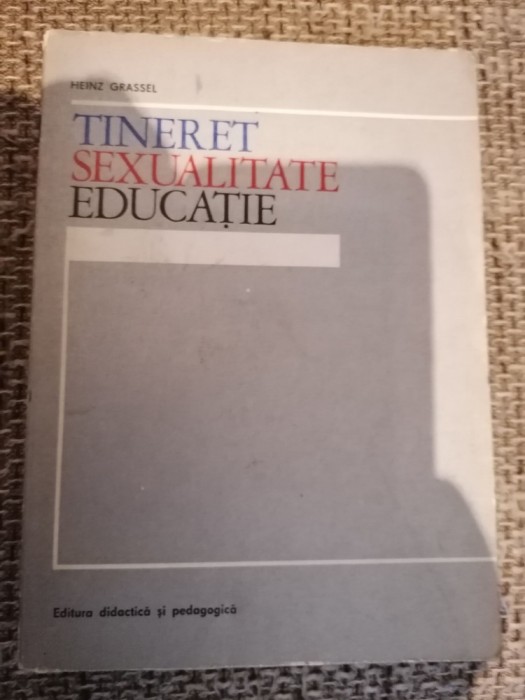 HEINZ GRASSEL
TINERET
SEXUALITATE
EDUCAȚIE
Editura didactică și pedagogică